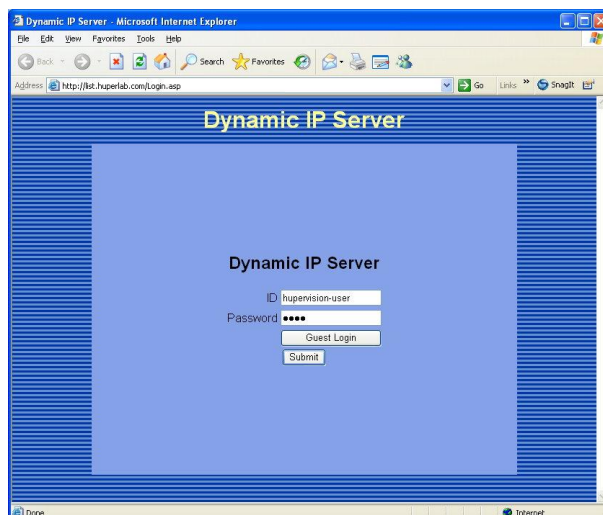 Dynamic IP Server - Microsoft Internet Explorer
File Edit View Favorites Tools Help
Back Search Favorites
Address http://list.huperlab.com/Login.asp Go Links » SnagIt
Dynamic IP Server
Dynamic IP Server
ID hupervision-user
Password ••••
Guest Login
Submit
Done Internet